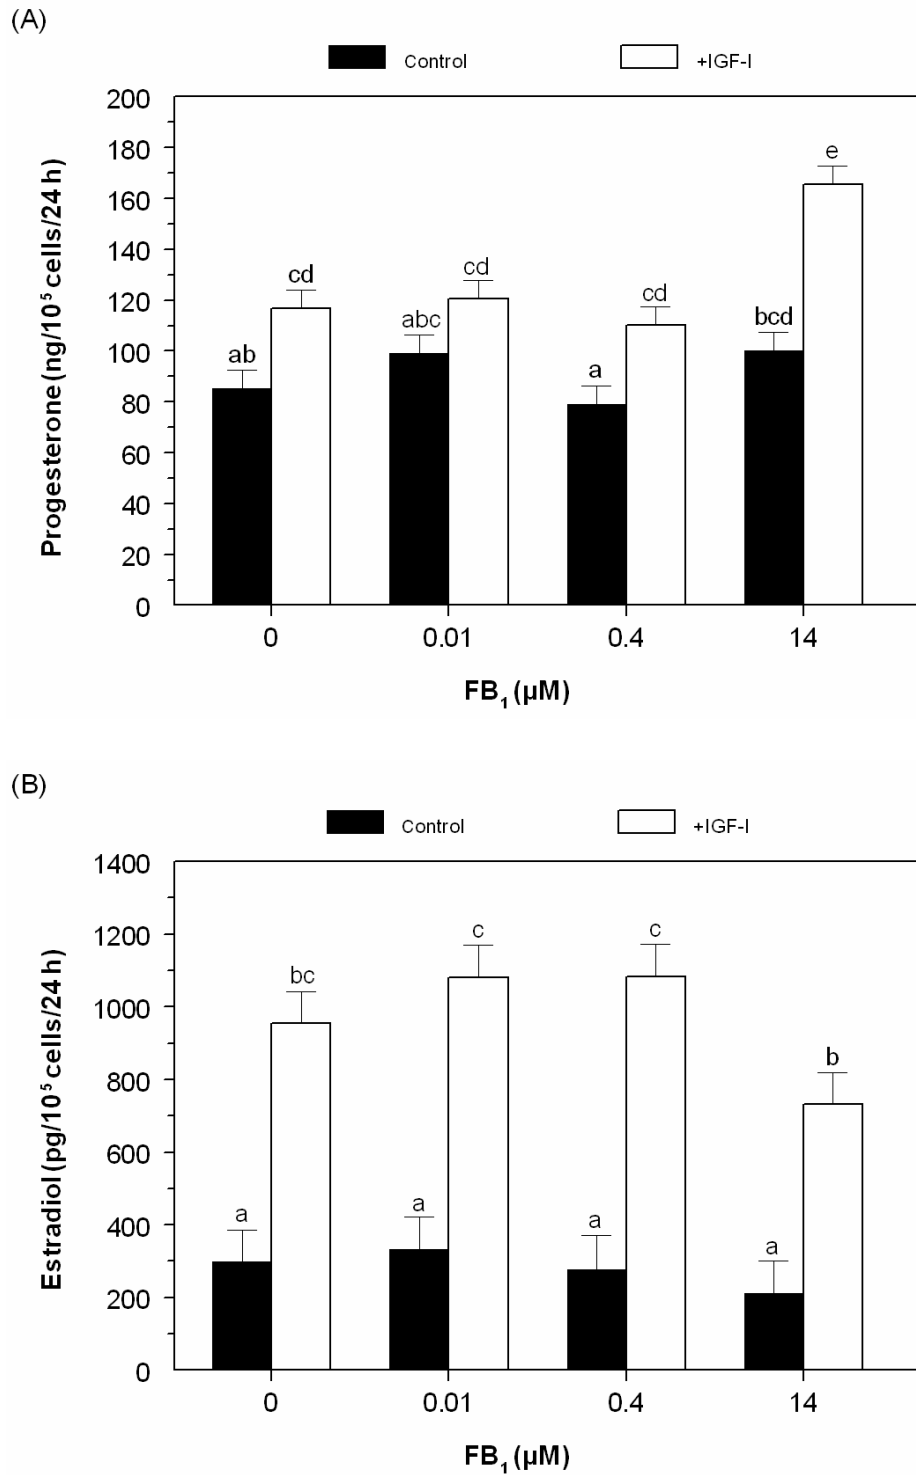 (A)
Control +IGF-I
Progesterone (ng/10⁵ cells/24 h)
200
180
160
140
120
100
80
60
40
20
0
ab
cd
abc
cd
a
cd
bcd
e
0 0.01 0.4 14
FB₁ (µM)
(B)
Control +IGF-I
Estradiol (pg/10⁵ cells/24 h)
1400
1200
1000
800
600
400
200
0
a
bc
a
c
a
c
a
b
0 0.01 0.4 14
FB₁ (µM)